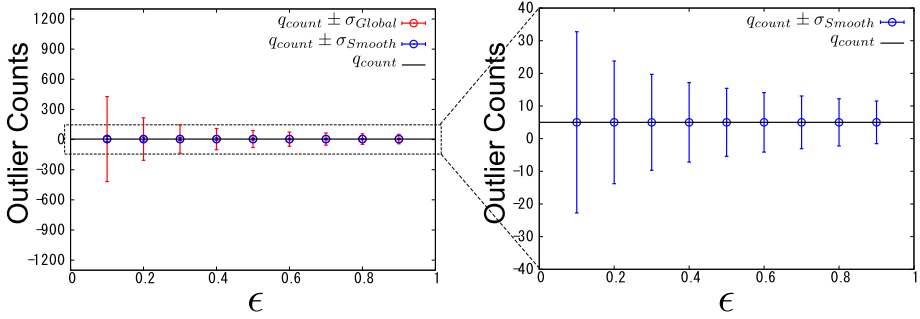 q_count ± σ_Global
q_count ± σ_Smooth
q_count
1200
900
600
300
0
-300
-600
-900
-1200
0 0.2 0.4 0.6 0.8 1
Outlier Counts
ϵ
q_count ± σ_Smooth
q_count
40
30
20
10
0
-10
-20
-30
-40
0 0.2 0.4 0.6 0.8 1
Outlier Counts
ϵ